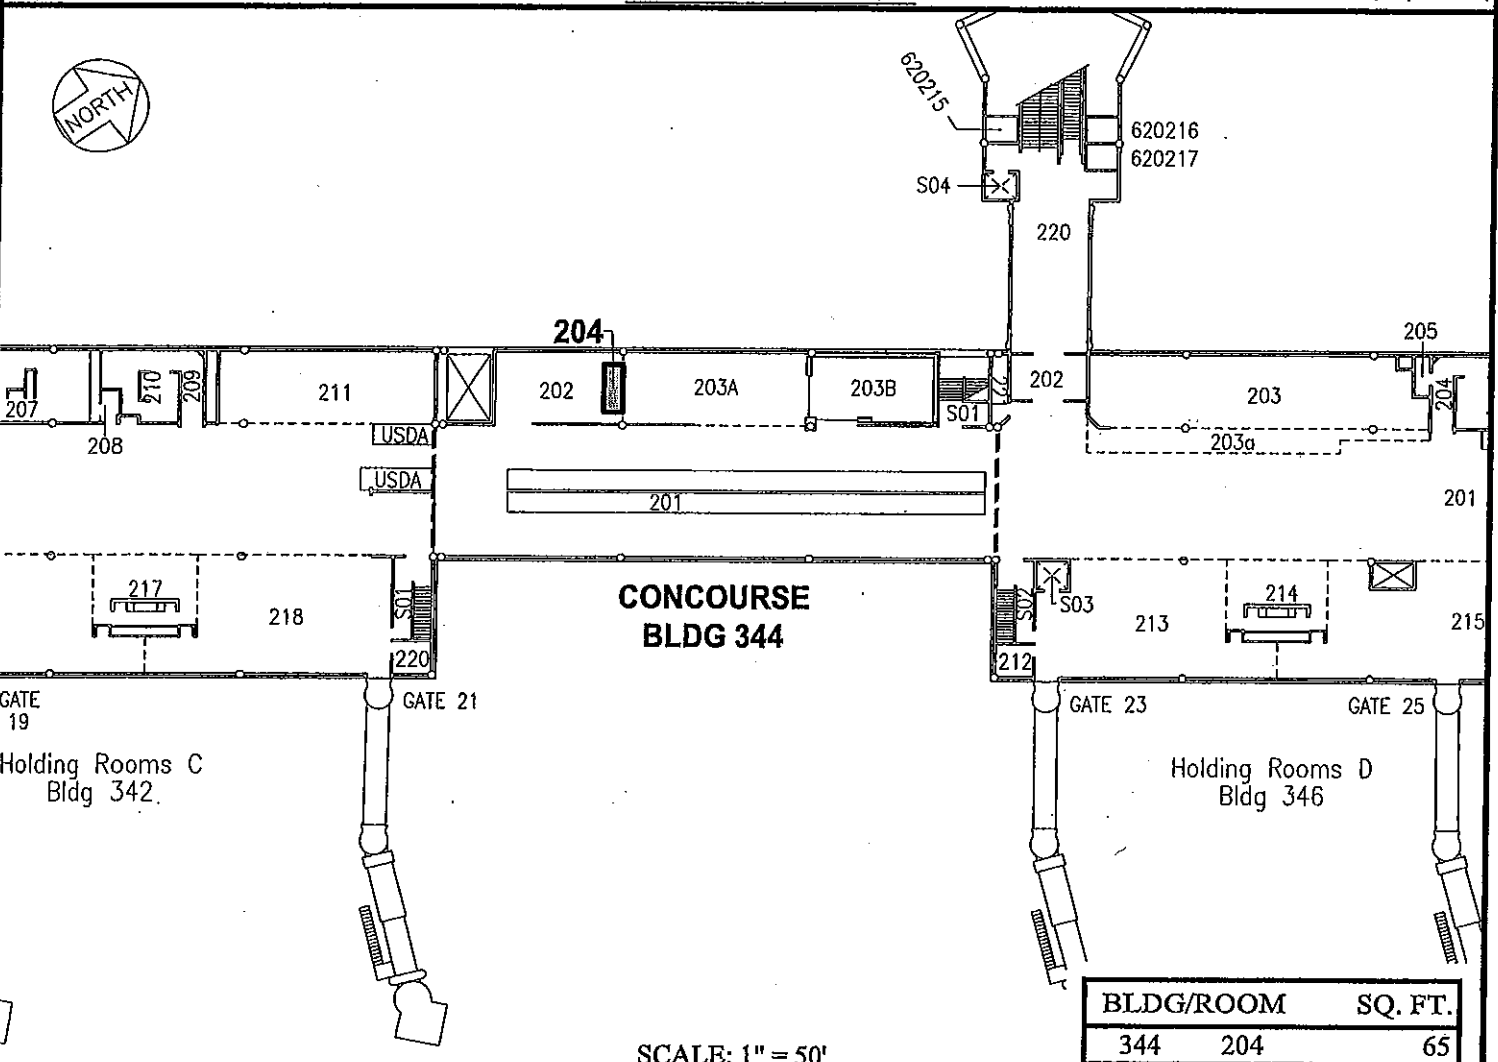 NORTH
620215
620216
620217
S04
220
204
205
207
210
209
211
202
203A
203B
S01
22
202
203
204
208
USDA
203a
USDA
201
201
217
218
S01
220
CONCOURSE
BLDG 344
S02
S03
212
213
214
215
GATE
19
GATE 21
GATE 23
GATE 25
Holding Rooms C
Bldg 342
Holding Rooms D
Bldg 346
BLDG/ROOM SQ. FT.
344 204 65
SCALE: 1" = 50'